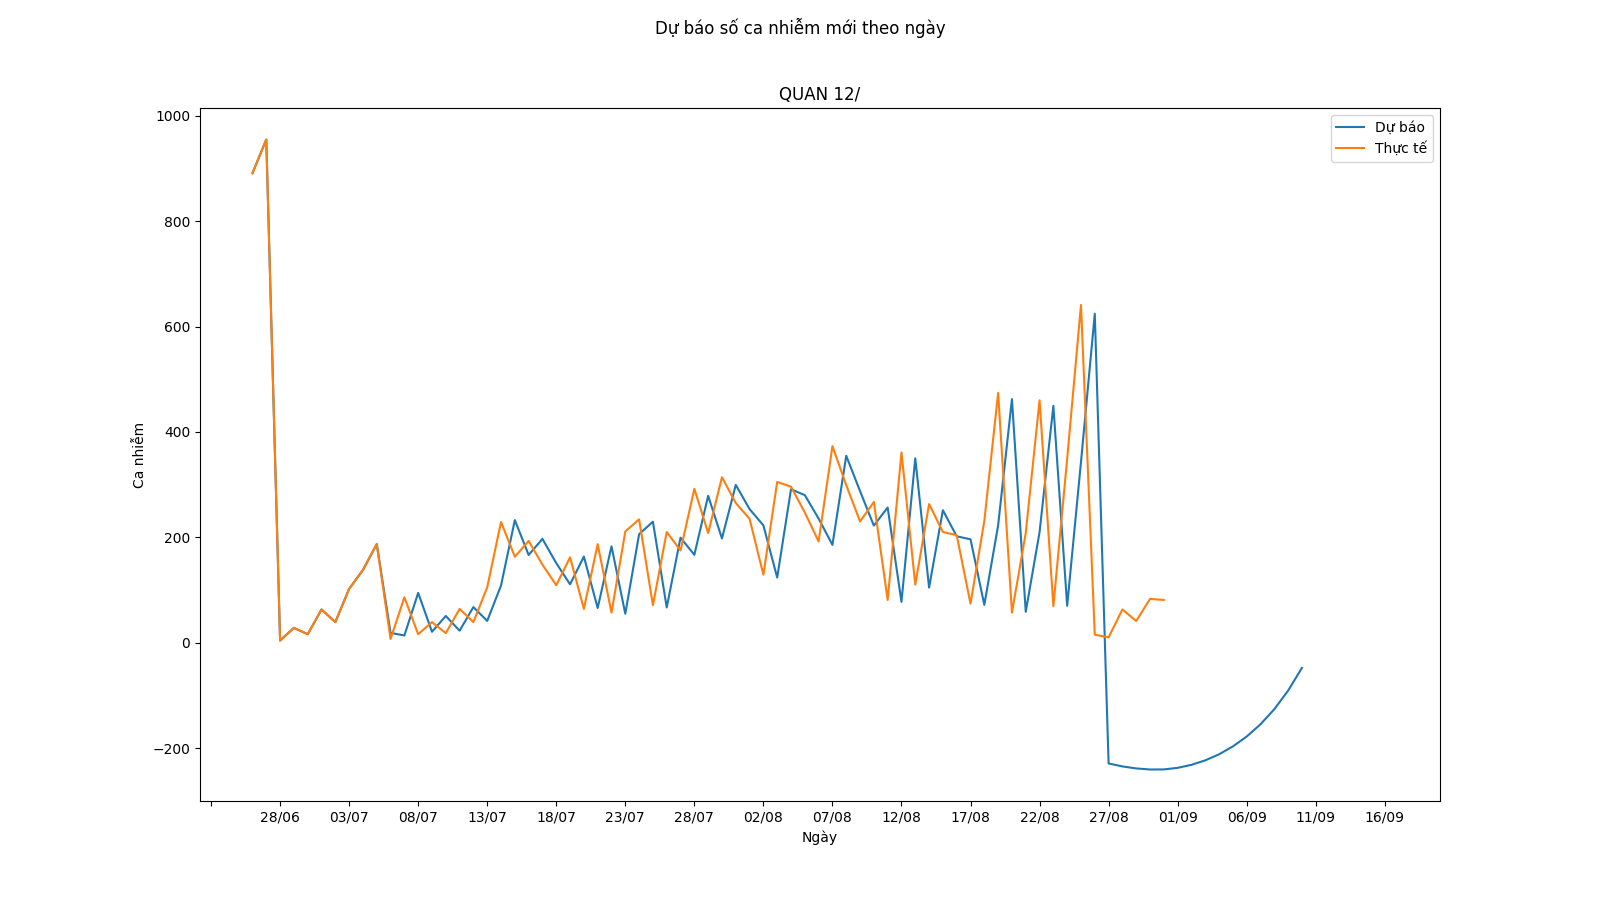 Dự báo số ca nhiễm mới theo ngày
QUAN 12/
Dự báo
Thực tế
1000
800
600
400
200
0
−200
Ca nhiễm
28/06 03/07 08/07 13/07 18/07 23/07 28/07 02/08 07/08 12/08 17/08 22/08 27/08 01/09 06/09 11/09 16/09
Ngày